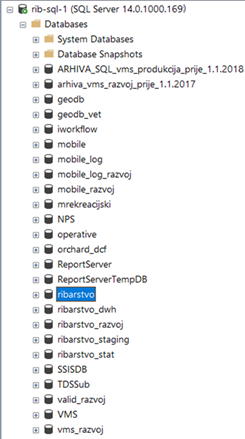 rib-sql-1 (SQL Server 14.0.1000.169)
Databases
System Databases
Database Snapshots
ARHIVA_SQL_vms_produkcija_prije_1.1.2018
arhiva_vms_razvoj_prije_1.1.2017
geodb
geodb_vet
iworkflow
mobile
mobile_log
mobile_log_razvoj
mobile_razvoj
mrekreacijski
NPS
operative
orchard_dcf
ReportServer
ReportServerTempDB
ribarstvo
ribarstvo_dwh
ribarstvo_razvoj
ribarstvo_staging
ribarstvo_stat
SSISDB
TDSSub
valid_razvoj
VMS
vms_razvoj